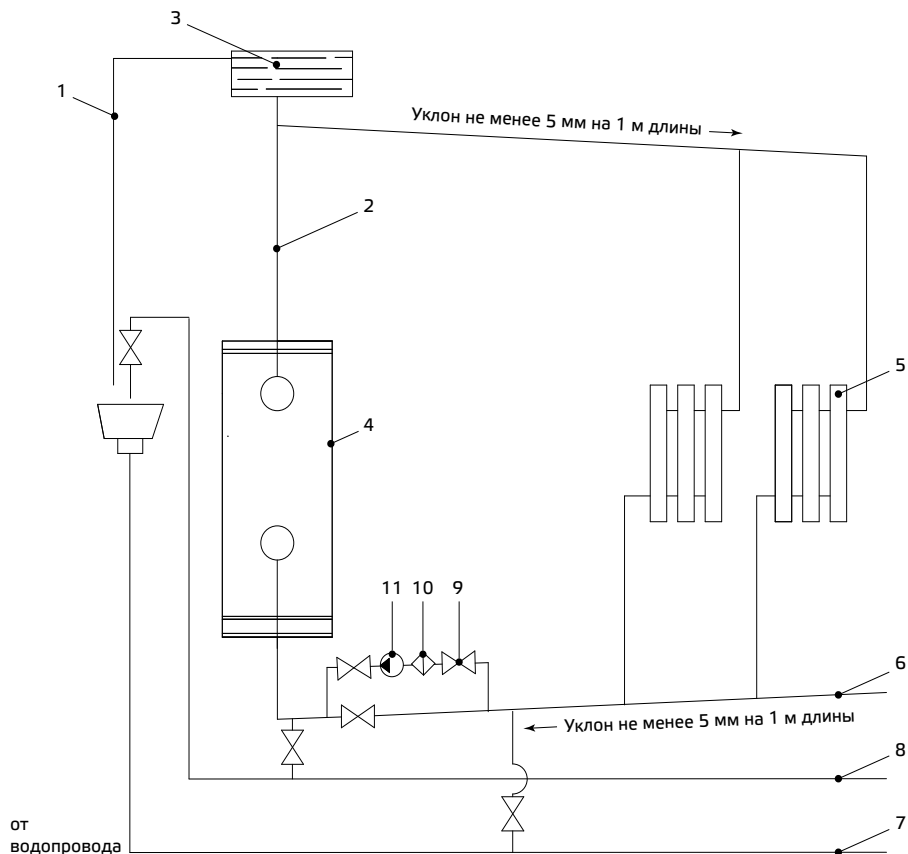 3
1
Уклон не менее 5 мм на 1 м длины
2
5
4
11 10 9
6
Уклон не менее 5 мм на 1 м длины
8
от
водопровода
7